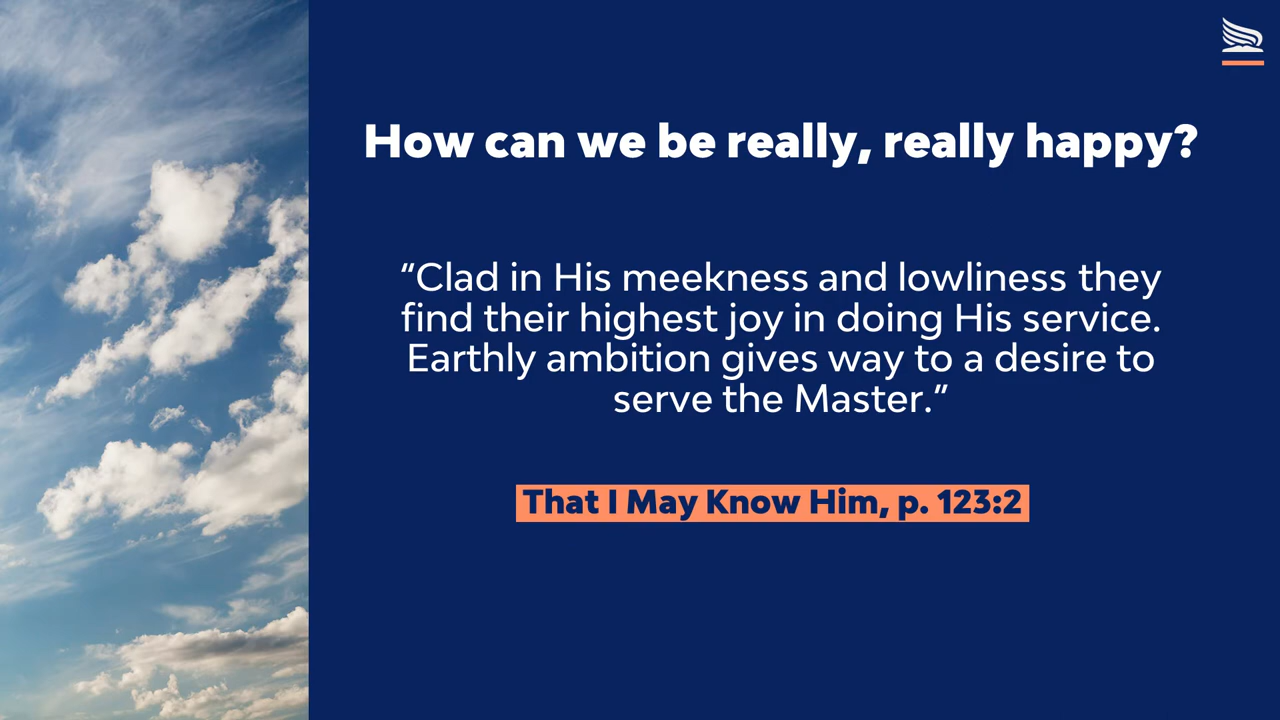 How can we be really, really happy?
“Clad in His meekness and lowliness they
find their highest joy in doing His service.
Earthly ambition gives way to a desire to
serve the Master.”
That I May Know Him, p. 123:2